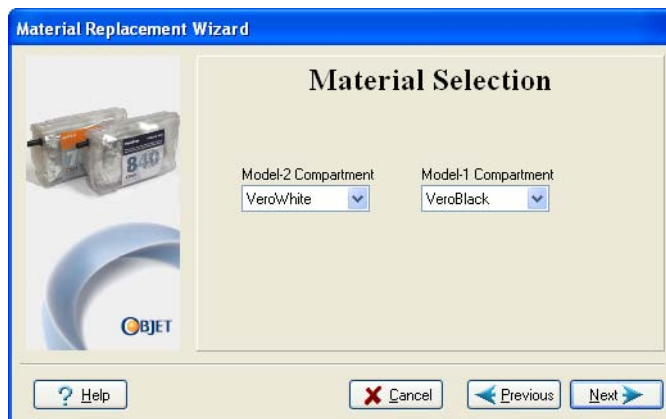 Material Replacement Wizard
Material Selection
Model-2 Compartment Model-1 Compartment
VeroWhite VeroBlack
840
OBJET
Help Cancel Previous Next